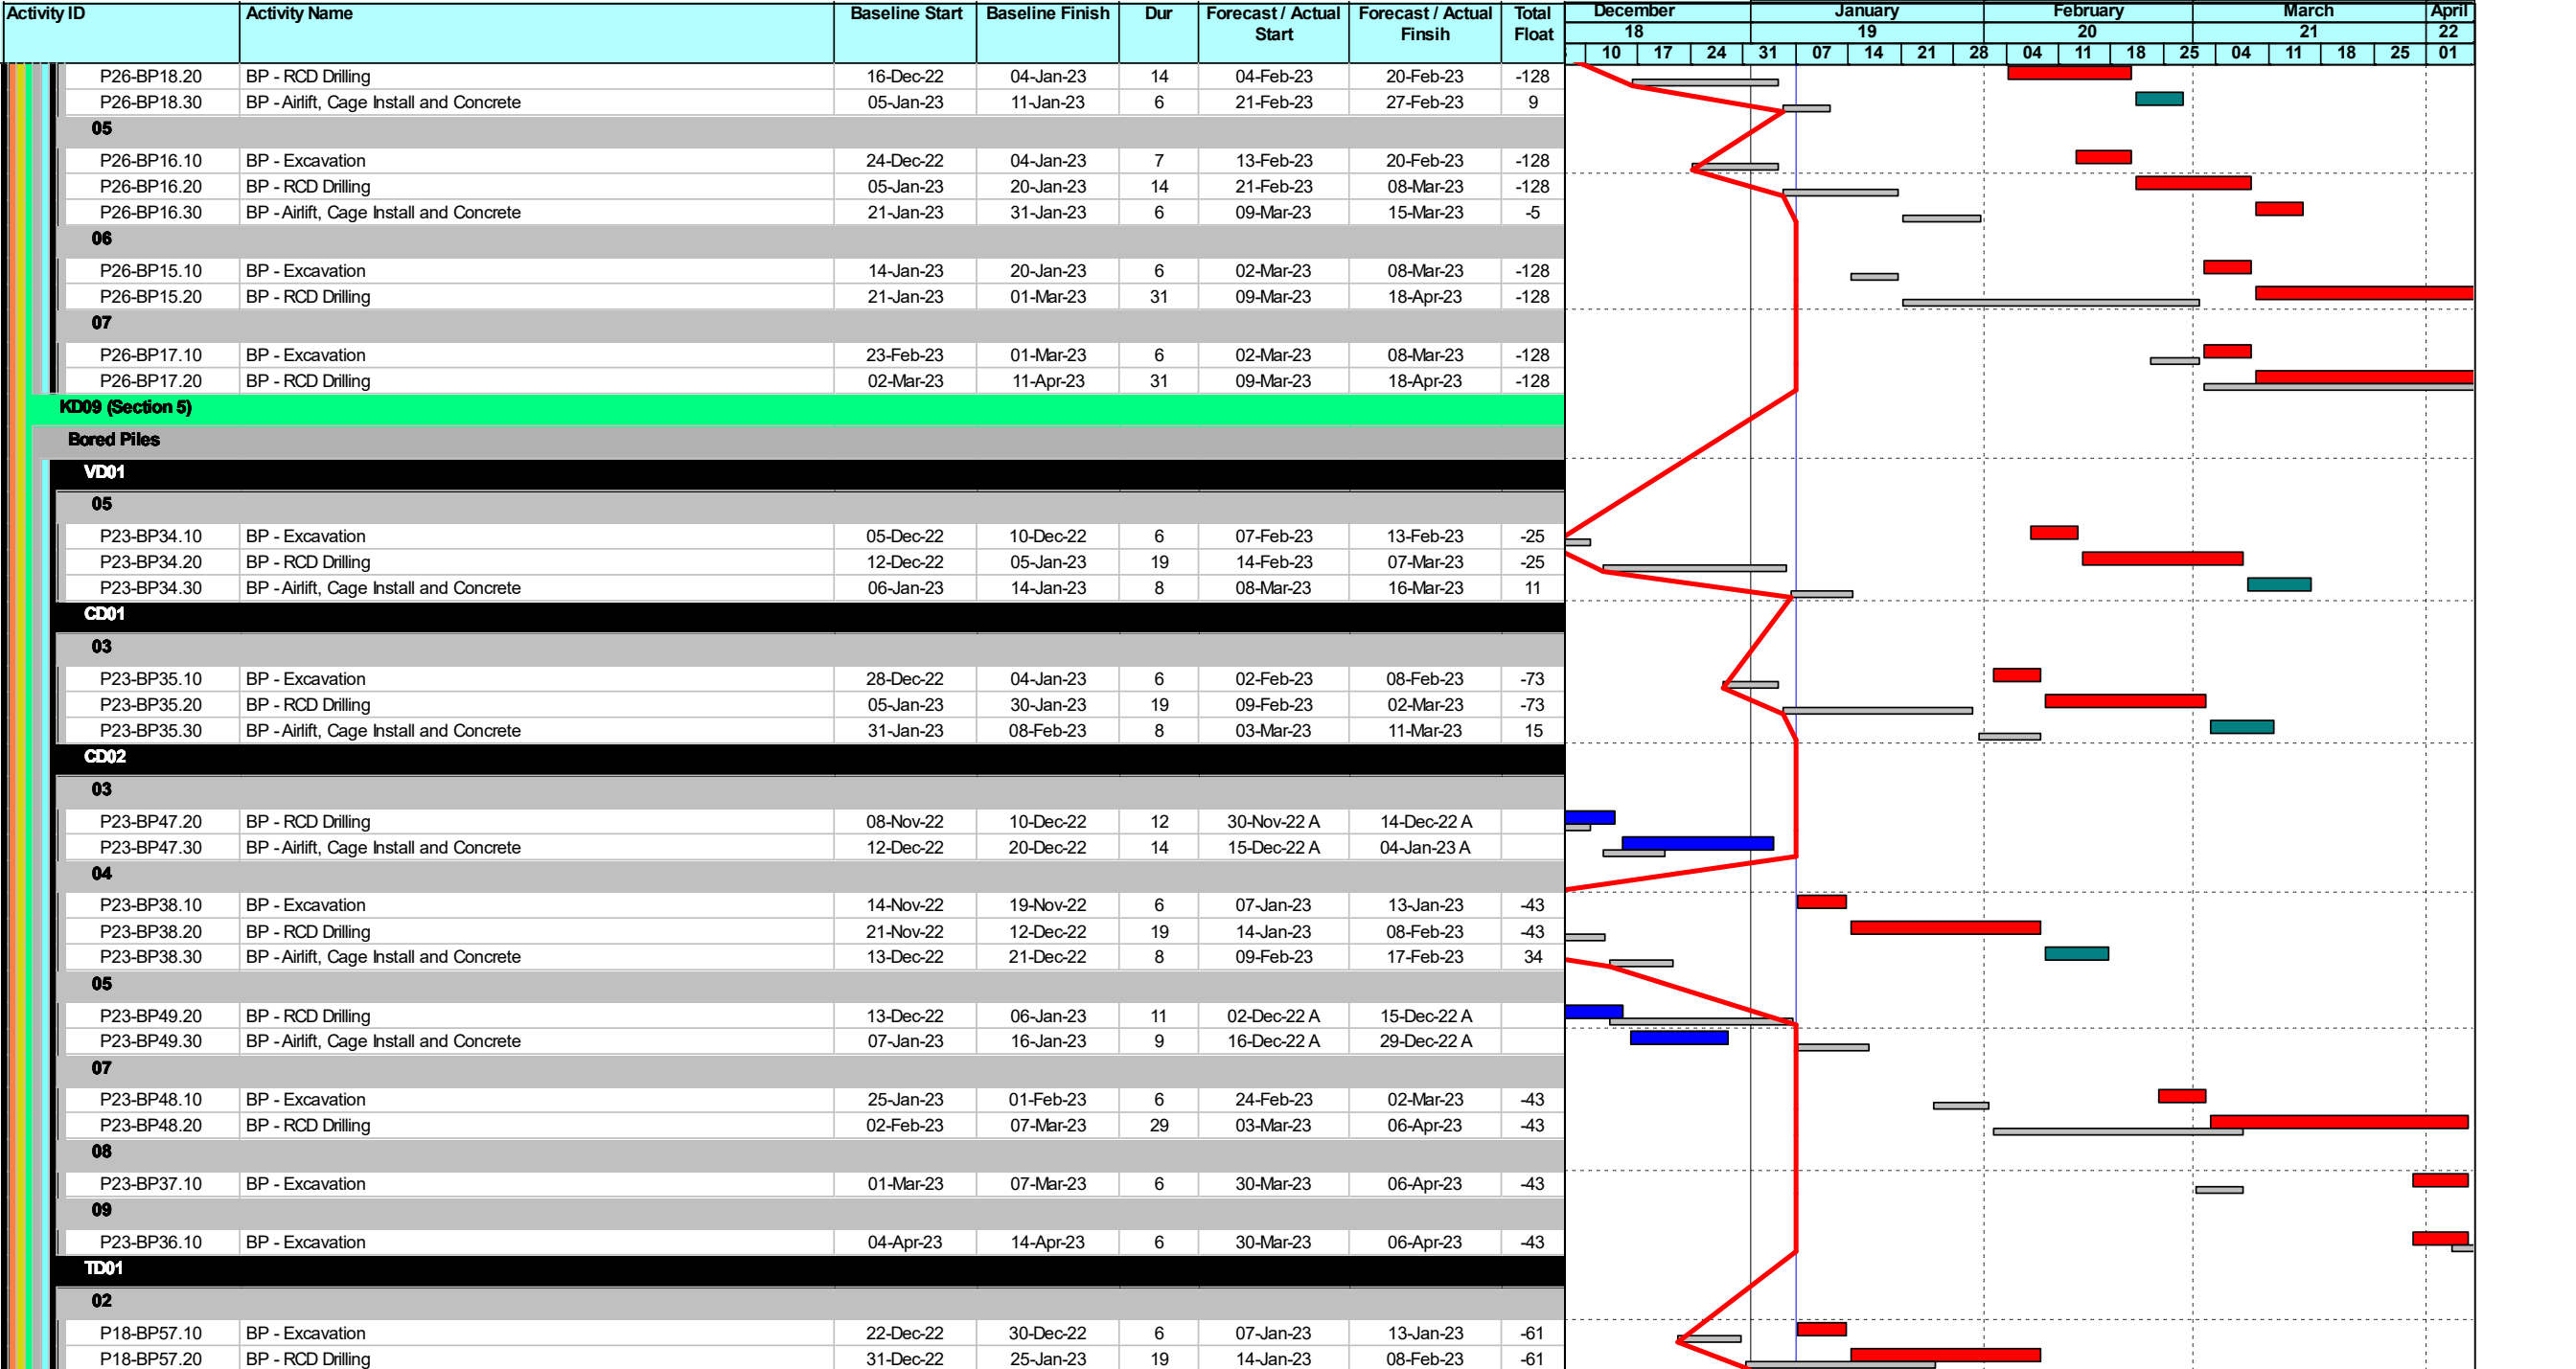 Activity ID Activity Name Baseline Start Baseline Finish Dur Forecast / Actual Start Forecast / Actual Finsih Total Float
December January February March April
18 19 20 21 22
10 17 24 31 07 14 21 28 04 11 18 25 04 11 18 25 01
P26-BP18.20 BP - RCD Drilling 16-Dec-22 04-Jan-23 14 04-Feb-23 20-Feb-23 -128
P26-BP18.30 BP - Airlift, Cage Install and Concrete 05-Jan-23 11-Jan-23 6 21-Feb-23 27-Feb-23 9
05
P26-BP16.10 BP - Excavation 24-Dec-22 04-Jan-23 7 13-Feb-23 20-Feb-23 -128
P26-BP16.20 BP - RCD Drilling 05-Jan-23 20-Jan-23 14 21-Feb-23 08-Mar-23 -128
P26-BP16.30 BP - Airlift, Cage Install and Concrete 21-Jan-23 31-Jan-23 6 09-Mar-23 15-Mar-23 -5
06
P26-BP15.10 BP - Excavation 14-Jan-23 20-Jan-23 6 02-Mar-23 08-Mar-23 -128
P26-BP15.20 BP - RCD Drilling 21-Jan-23 01-Mar-23 31 09-Mar-23 18-Apr-23 -128
07
P26-BP17.10 BP - Excavation 23-Feb-23 01-Mar-23 6 02-Mar-23 08-Mar-23 -128
P26-BP17.20 BP - RCD Drilling 02-Mar-23 11-Apr-23 31 09-Mar-23 18-Apr-23 -128
KD09 (Section 5)
Bored Piles
VD01
05
P23-BP34.10 BP - Excavation 05-Dec-22 10-Dec-22 6 07-Feb-23 13-Feb-23 -25
P23-BP34.20 BP - RCD Drilling 12-Dec-22 05-Jan-23 19 14-Feb-23 07-Mar-23 -25
P23-BP34.30 BP - Airlift, Cage Install and Concrete 06-Jan-23 14-Jan-23 8 08-Mar-23 16-Mar-23 11
CD01
03
P23-BP35.10 BP - Excavation 28-Dec-22 04-Jan-23 6 02-Feb-23 08-Feb-23 -73
P23-BP35.20 BP - RCD Drilling 05-Jan-23 30-Jan-23 19 09-Feb-23 02-Mar-23 -73
P23-BP35.30 BP - Airlift, Cage Install and Concrete 31-Jan-23 08-Feb-23 8 03-Mar-23 11-Mar-23 15
CD02
03
P23-BP47.20 BP - RCD Drilling 08-Nov-22 10-Dec-22 12 30-Nov-22 A 14-Dec-22 A
P23-BP47.30 BP - Airlift, Cage Install and Concrete 12-Dec-22 20-Dec-22 14 15-Dec-22 A 04-Jan-23 A
04
P23-BP38.10 BP - Excavation 14-Nov-22 19-Nov-22 6 07-Jan-23 13-Jan-23 -43
P23-BP38.20 BP - RCD Drilling 21-Nov-22 12-Dec-22 19 14-Jan-23 08-Feb-23 -43
P23-BP38.30 BP - Airlift, Cage Install and Concrete 13-Dec-22 21-Dec-22 8 09-Feb-23 17-Feb-23 34
05
P23-BP49.20 BP - RCD Drilling 13-Dec-22 06-Jan-23 11 02-Dec-22 A 15-Dec-22 A
P23-BP49.30 BP - Airlift, Cage Install and Concrete 07-Jan-23 16-Jan-23 9 16-Dec-22 A 29-Dec-22 A
07
P23-BP48.10 BP - Excavation 25-Jan-23 01-Feb-23 6 24-Feb-23 02-Mar-23 -43
P23-BP48.20 BP - RCD Drilling 02-Feb-23 07-Mar-23 29 03-Mar-23 06-Apr-23 -43
08
P23-BP37.10 BP - Excavation 01-Mar-23 07-Mar-23 6 30-Mar-23 06-Apr-23 -43
09
P23-BP36.10 BP - Excavation 04-Apr-23 14-Apr-23 6 30-Mar-23 06-Apr-23 -43
TD01
02
P18-BP57.10 BP - Excavation 22-Dec-22 30-Dec-22 6 07-Jan-23 13-Jan-23 -61
P18-BP57.20 BP - RCD Drilling 31-Dec-22 25-Jan-23 19 14-Jan-23 08-Feb-23 -61